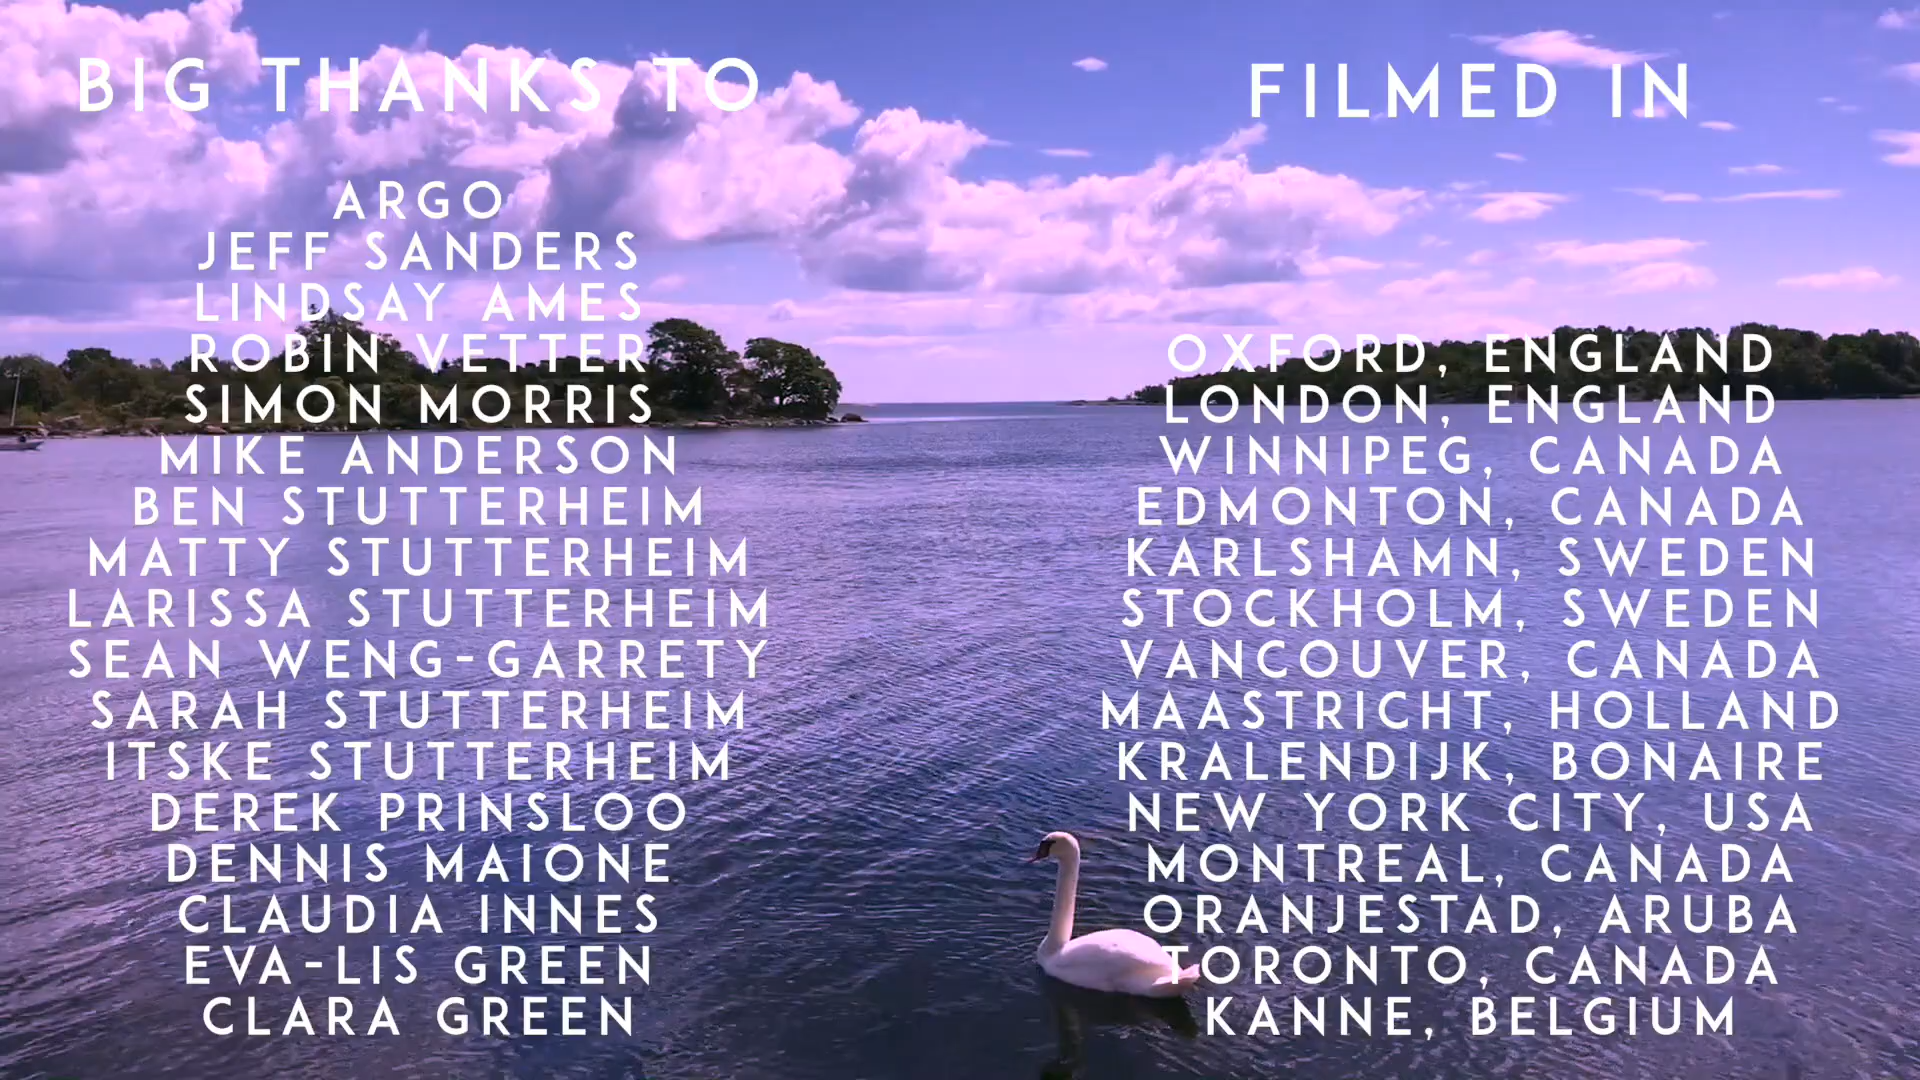 BIG THANKS TO
ARGO
JEFF SANDERS
LINDSAY AMES
ROBIN VETTER
SIMON MORRIS
MIKE ANDERSON
BEN STUTTERHEIM
MATTY STUTTERHEIM
LARISSA STUTTERHEIM
SEAN WENG-GARRETY
SARAH STUTTERHEIM
ITSKE STUTTERHEIM
DEREK PRINSLOO
DENNIS MAIONE
CLAUDIA INNES
EVA-LIS GREEN
CLARA GREEN
FILMED IN
OXFORD, ENGLAND
LONDON, ENGLAND
WINNIPEG, CANADA
EDMONTON, CANADA
KARLSHAMN, SWEDEN
STOCKHOLM, SWEDEN
VANCOUVER, CANADA
MAASTRICHT, HOLLAND
KRALENDIJK, BONAIRE
NEW YORK CITY, USA
MONTREAL, CANADA
ORANJESTAD, ARUBA
TORONTO, CANADA
KANNE, BELGIUM